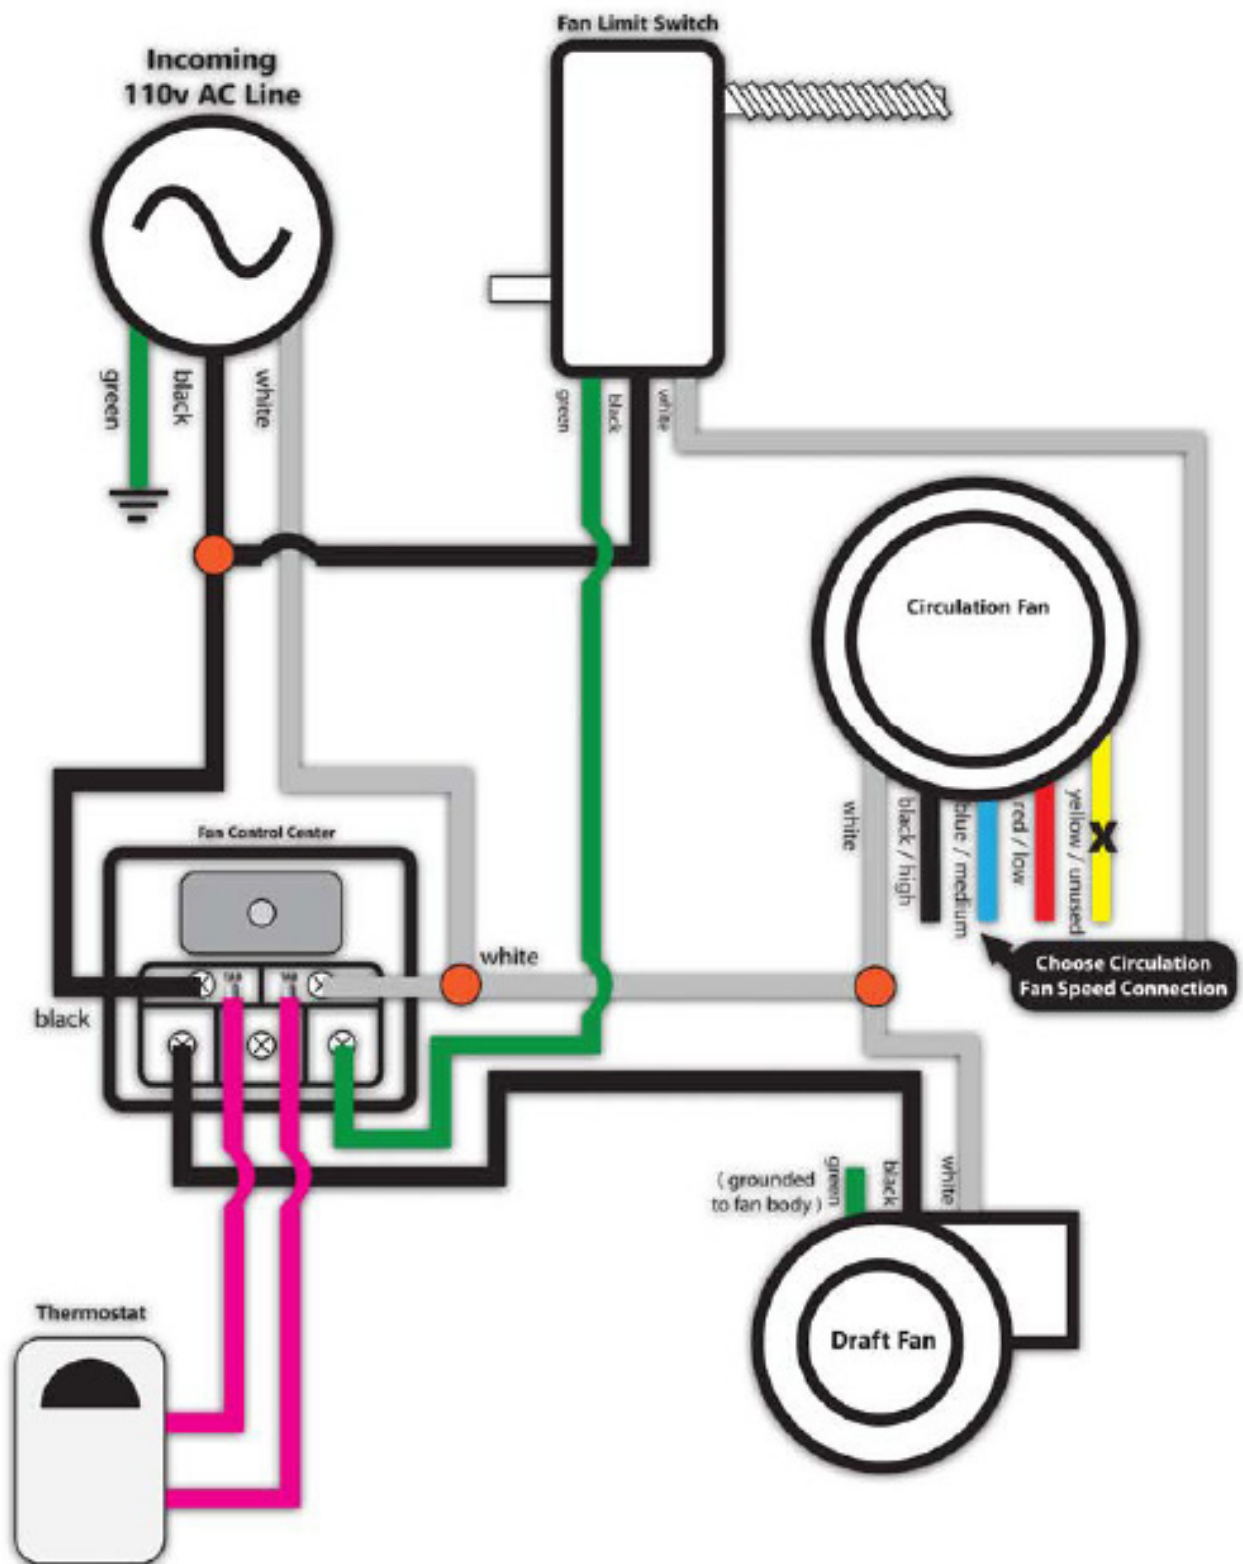 Fan Limit Switch
Incoming
110v AC Line
green
black
white
green
black
white
Circulation Fan
white
black / high
blue / medium
red / low
yellow / unused
X
Fan Control Center
TAB
TAB
white
black
Choose Circulation
Fan Speed Connection
( grounded
to fan body )
green
black
white
Thermostat
Draft Fan